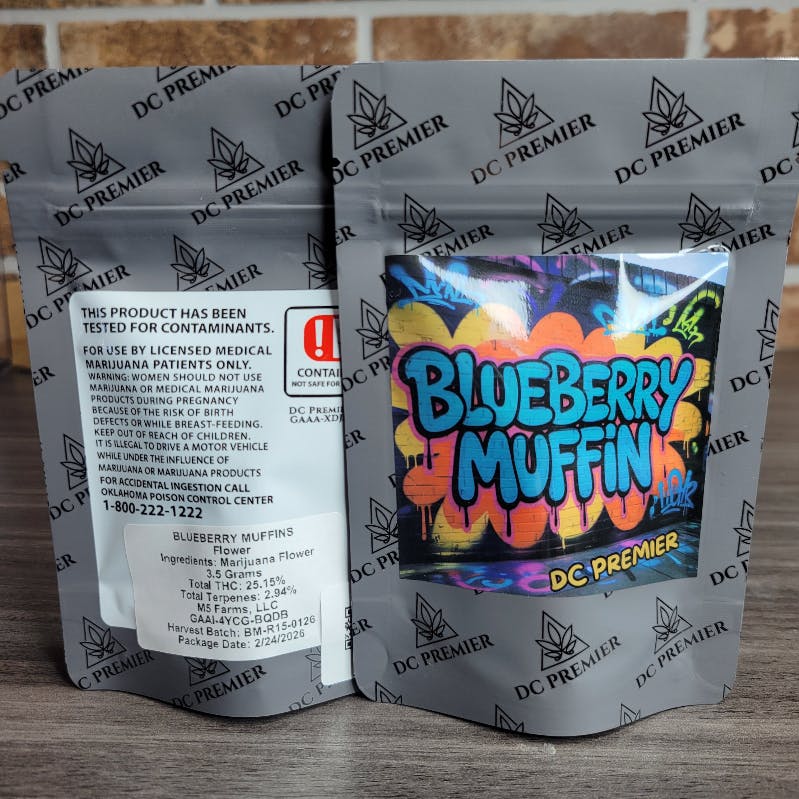 DC PREMIER
THIS PRODUCT HAS BEEN
TESTED FOR CONTAMINANTS.
FOR USE BY LICENSED MEDICAL
MARIJUANA PATIENTS ONLY.
WARNING: WOMEN SHOULD NOT USE
MARIJUANA OR MEDICAL MARIJUANA
PRODUCTS DURING PREGNANCY
BECAUSE OF THE RISK OF BIRTH
DEFECTS OR WHILE BREAST-FEEDING.
KEEP OUT OF REACH OF CHILDREN.
IT IS ILLEGAL TO DRIVE A MOTOR VEHICLE
WHILE UNDER THE INFLUENCE OF
MARIJUANA OR MARIJUANA PRODUCTS
FOR ACCIDENTAL INGESTION CALL
OKLAHOMA POISON CONTROL CENTER
1-800-222-1222
NOT SAFE FOR
GAAA-XDJ
BLUEBERRY MUFFINS
Flower
Ingredients: Marijuana Flower
3.5 Grams
Total THC: 25.15%
Total Terpenes: 2.94%
M5 Farms, LLC
GAAI-4YCG-BQDB
Harvest Batch: BM-R15-0126
Package Date: 2/24/2026
BLUEBERRY
MUFFiN
DC PREMIER